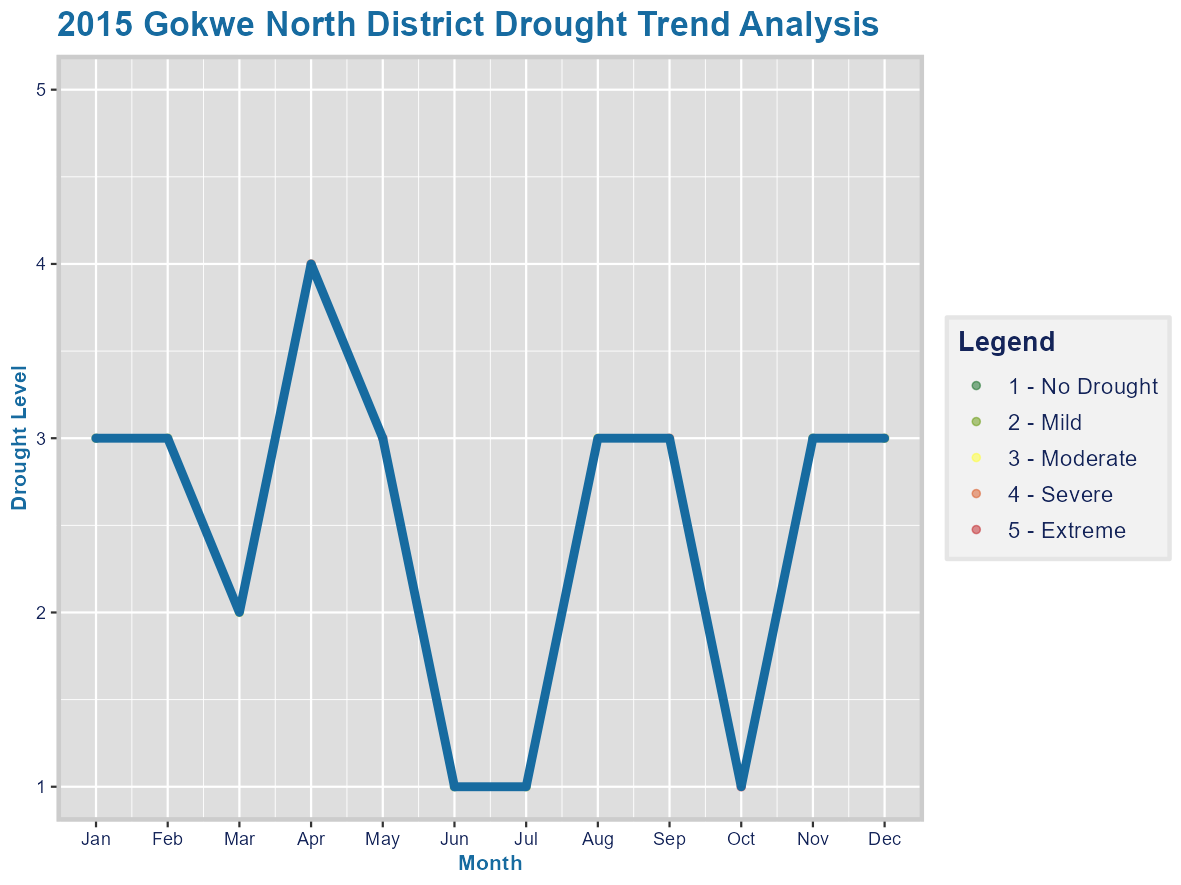 2015 Gokwe North District Drought Trend Analysis
Drought Level
5
4
3
2
1
Jan Feb Mar Apr May Jun Jul Aug Sep Oct Nov Dec
Month
Legend
1 - No Drought
2 - Mild
3 - Moderate
4 - Severe
5 - Extreme